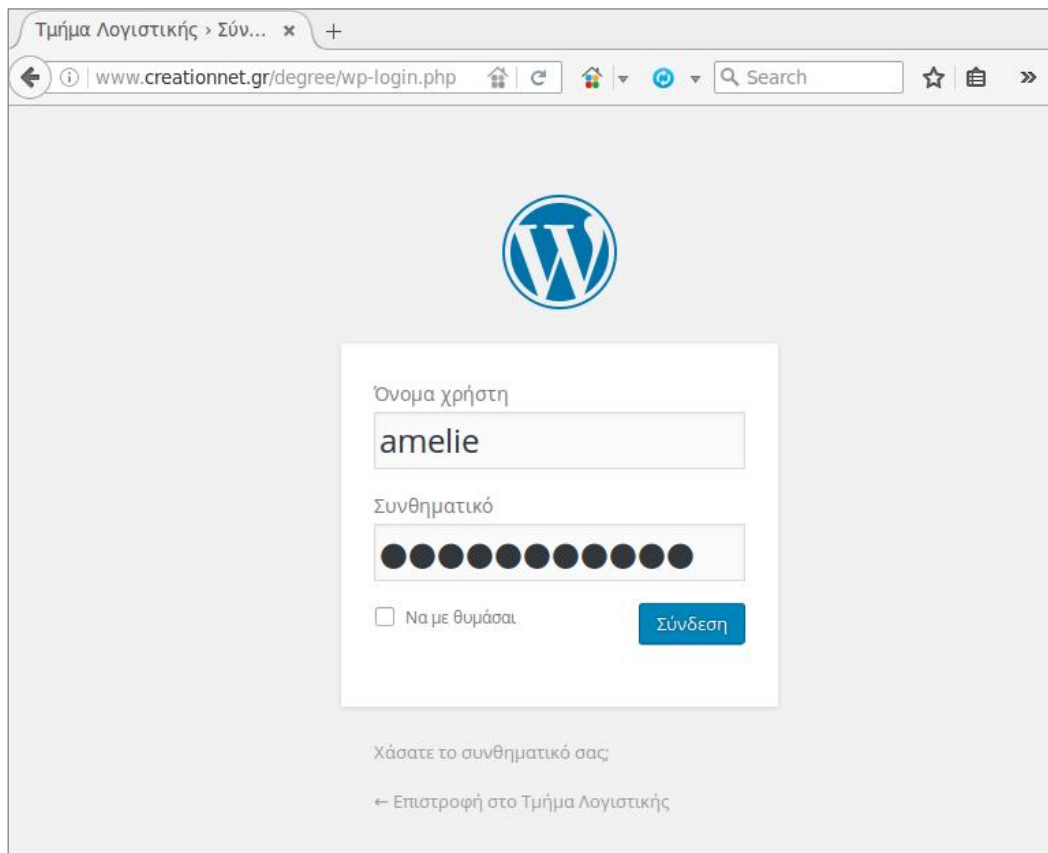 Τμήμα Λογιστικής › Σύν...
www.creationnet.gr/degree/wp-login.php Search
Όνομα χρήστη
amelie
Συνθηματικό
●●●●●●●●●●●
Να με θυμάσαι Σύνδεση
Χάσατε το συνθηματικό σας;
← Επιστροφή στο Τμήμα Λογιστικής